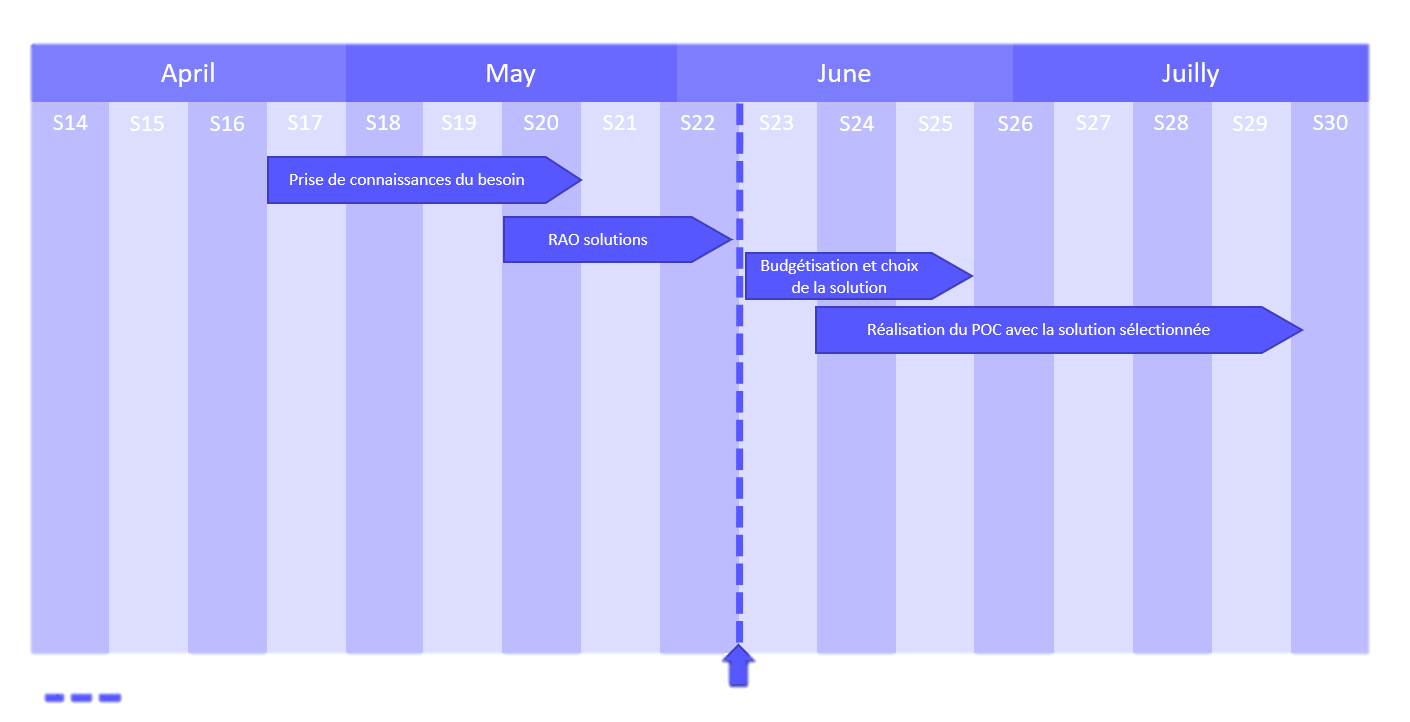 April May June Juilly
S14 S15 S16 S17 S18 S19 S20 S21 S22 S23 S24 S25 S26 S27 S28 S29 S30
Prise de connaissances du besoin
RAO solutions
Budgétisation et choix
de la solution
Réalisation du POC avec la solution sélectionnée